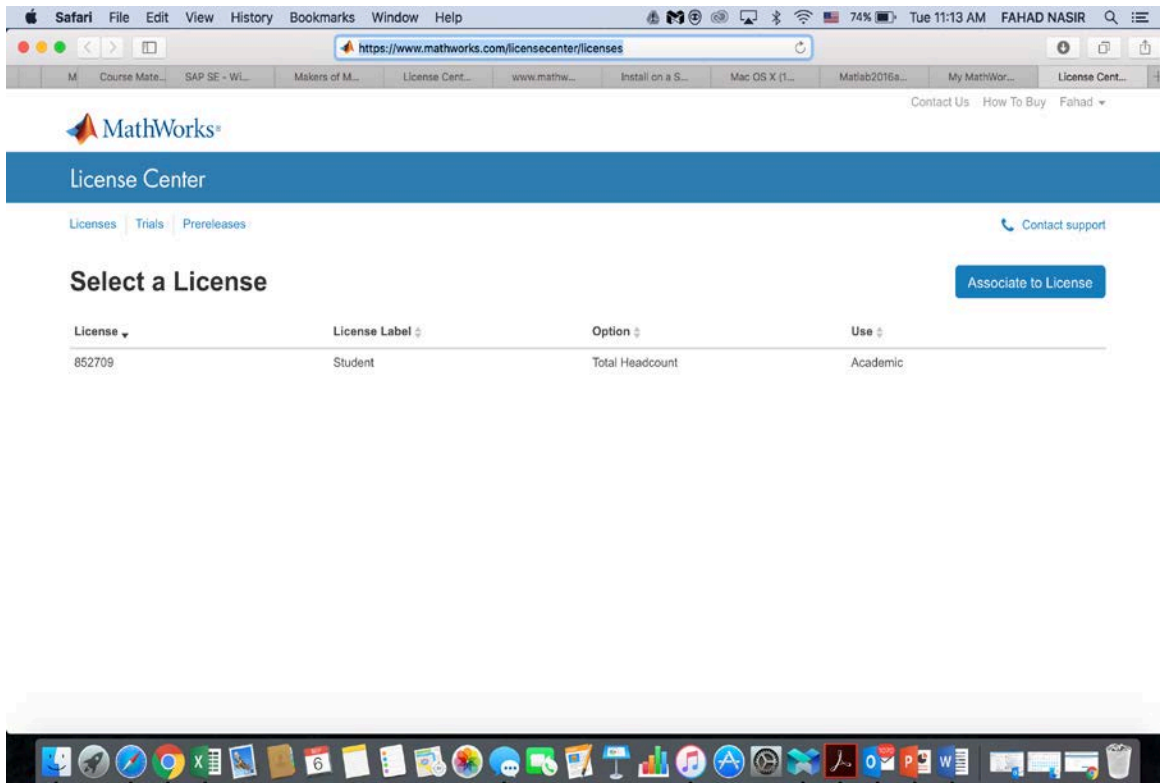 Safari File Edit View History Bookmarks Window Help 74% Tue 11:13 AM FAHAD NASIR
https://www.mathworks.com/licensecenter/licenses
M Course Mate... SAP SE - Wi... Makers of M... License Cent... www.mathw... Install on a S... Mac OS X (1... Matlab2016a... My MathWor... License Cent...
Contact Us How To Buy Fahad
MathWorks®
License Center
Licenses Trials Prereleases Contact support
Select a License Associate to License
License License Label Option Use
852709 Student Total Headcount Academic
6